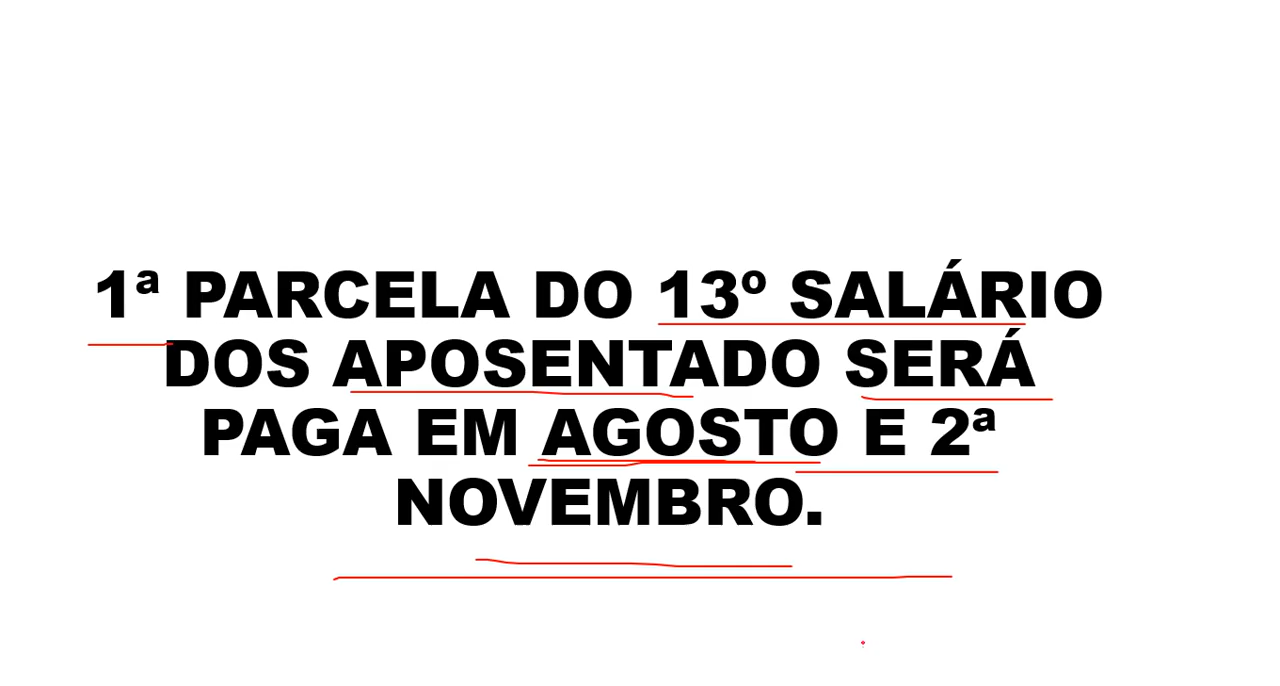 1ª PARCELA DO 13º SALÁRIO
DOS APOSENTADO SERÁ
PAGA EM AGOSTO E 2ª
NOVEMBRO.